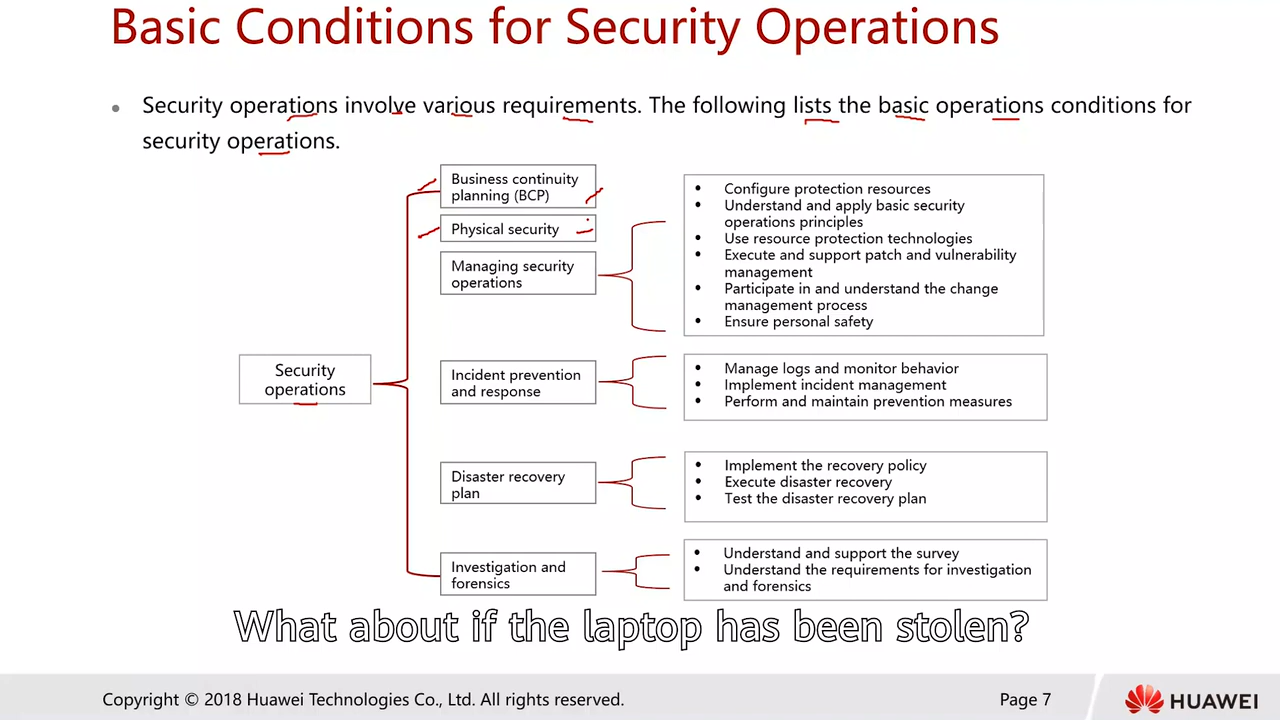 Basic Conditions for Security Operations
• Security operations involve various requirements. The following lists the basic operations conditions for
security operations.
Security
operations
Business continuity
planning (BCP)
Physical security
Managing security
operations
• Configure protection resources
• Understand and apply basic security
operations principles
• Use resource protection technologies
• Execute and support patch and vulnerability
management
• Participate in and understand the change
management process
• Ensure personal safety
Incident prevention
and response
• Manage logs and monitor behavior
• Implement incident management
• Perform and maintain prevention measures
Disaster recovery
plan
• Implement the recovery policy
• Execute disaster recovery
• Test the disaster recovery plan
Investigation and
forensics
• Understand and support the survey
• Understand the requirements for investigation
and forensics
What about if the laptop has been stolen?
Copyright © 2018 Huawei Technologies Co., Ltd. All rights reserved.
Page 7
HUAWEI